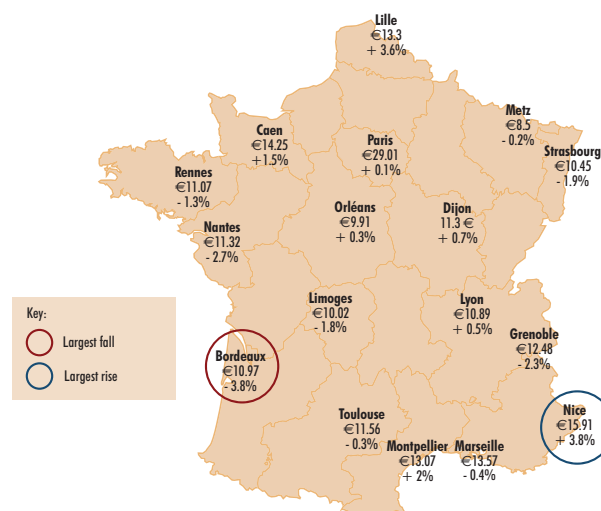 Lille
€13.3
+ 3.6%
Metz
€8.5
- 0.2%
Caen
€14.25
+ 1.5%
Paris
€29.01
+ 0.1%
Strasbourg
€10.45
- 1.9%
Rennes
€11.07
- 1.3%
Orléans
€9.91
+ 0.3%
Dijon
11.3 €
+ 0.7%
Nantes
€11.32
- 2.7%
Key:
Largest fall
Largest rise
Limoges
€10.02
- 1.8%
Lyon
€10.89
+ 0.5%
Grenoble
€12.48
- 2.3%
Bordeaux
€10.97
- 3.8%
Nice
€15.91
+ 3.8%
Toulouse
€11.56
- 0.3%
Montpellier
€13.07
+ 2%
Marseille
€13.57
- 0.4%